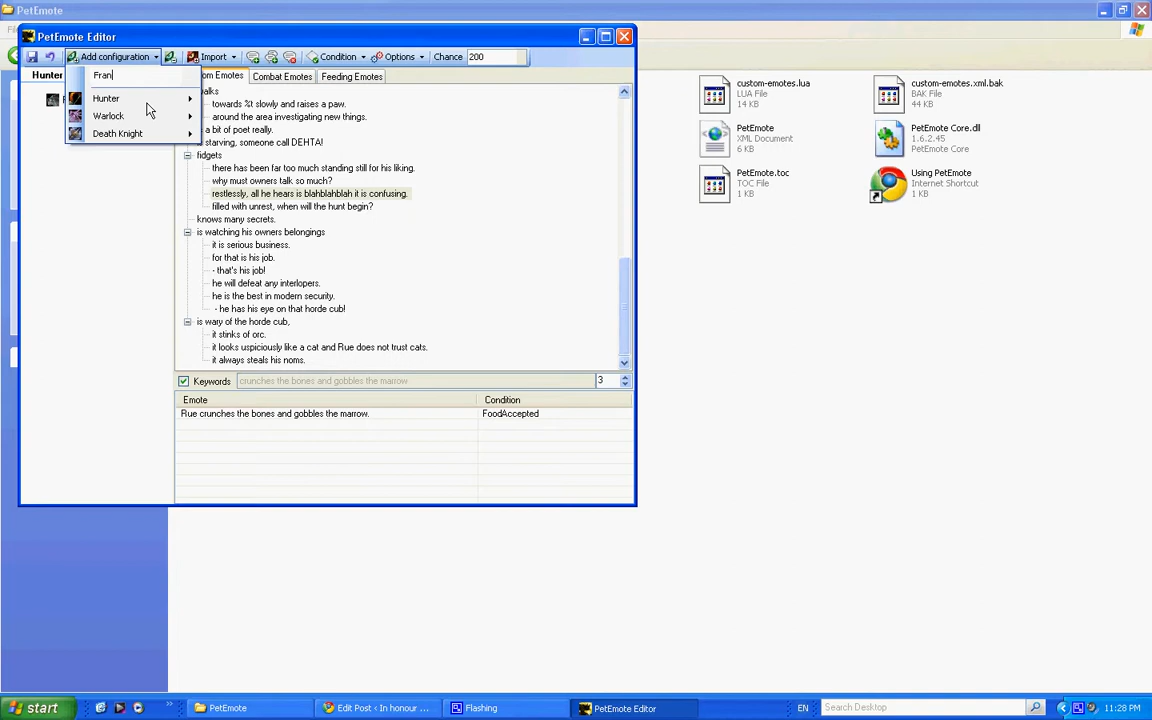 PetEmote
PetEmote Editor
Add configuration
Import
Condition
Options
Chance 200
Hunter
om Emotes
Combat Emotes
Feeding Emotes
Fran
Hunter
Warlock
Death Knight
walks
towards %t slowly and raises a paw.
around the area investigating new things.
a bit of poet really.
starving, someone call DEHTA!
fidgets
there has been far too much standing still for his liking.
why must owners talk so much?
restlessly, all he hears is blahblahblah it is confusing.
filled with unrest, when will the hunt begin?
knows many secrets.
is watching his owners belongings
it is serious business.
for that is his job.
- that's his job!
he will defeat any interlopers.
he is the best in modern security.
- he has his eye on that horde cub!
is wary of the horde cub,
it stinks of orc.
it looks uspiciously like a cat and Rue does not trust cats.
it always steals his noms.
Keywords
crunches the bones and gobbles the marrow
3
Emote
Condition
Rue crunches the bones and gobbles the marrow.
FoodAccepted
custom-emotes.lua
LUA File
14 KB
custom-emotes.xml.bak
BAK File
44 KB
PetEmote
XML Document
6 KB
PetEmote Core.dll
1.6.2.45
PetEmote Core
PetEmote.toc
TOC File
1 KB
Using PetEmote
Internet Shortcut
1 KB
start
PetEmote
Edit Post ‹ In honour ...
Flashing
PetEmote Editor
EN
Search Desktop
11:28 PM